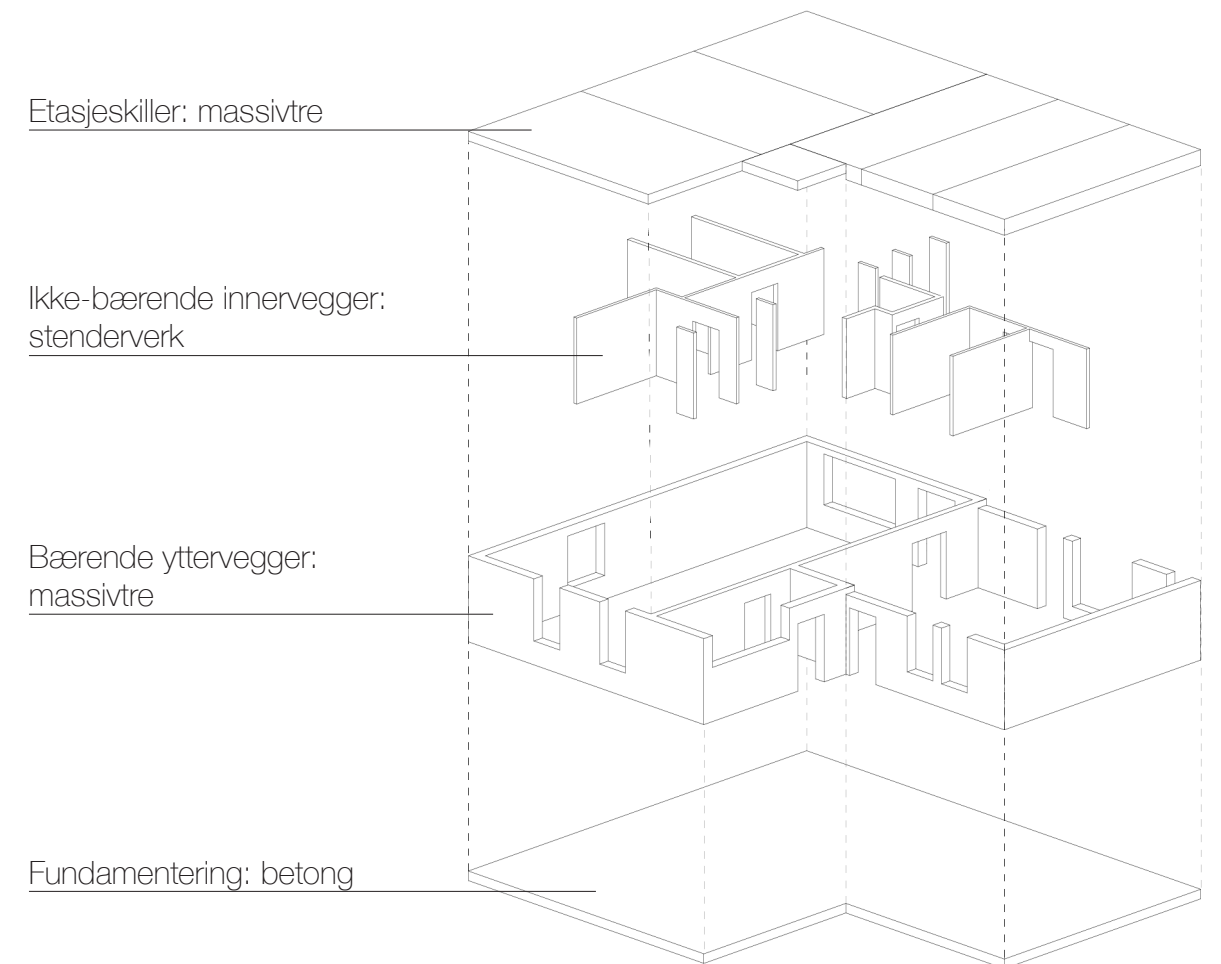 Etasjeskiller: massivtre
Ikke-bærende innervegger:
stenderverk
Bærende yttervegger:
massivtre
Fundamentering: betong